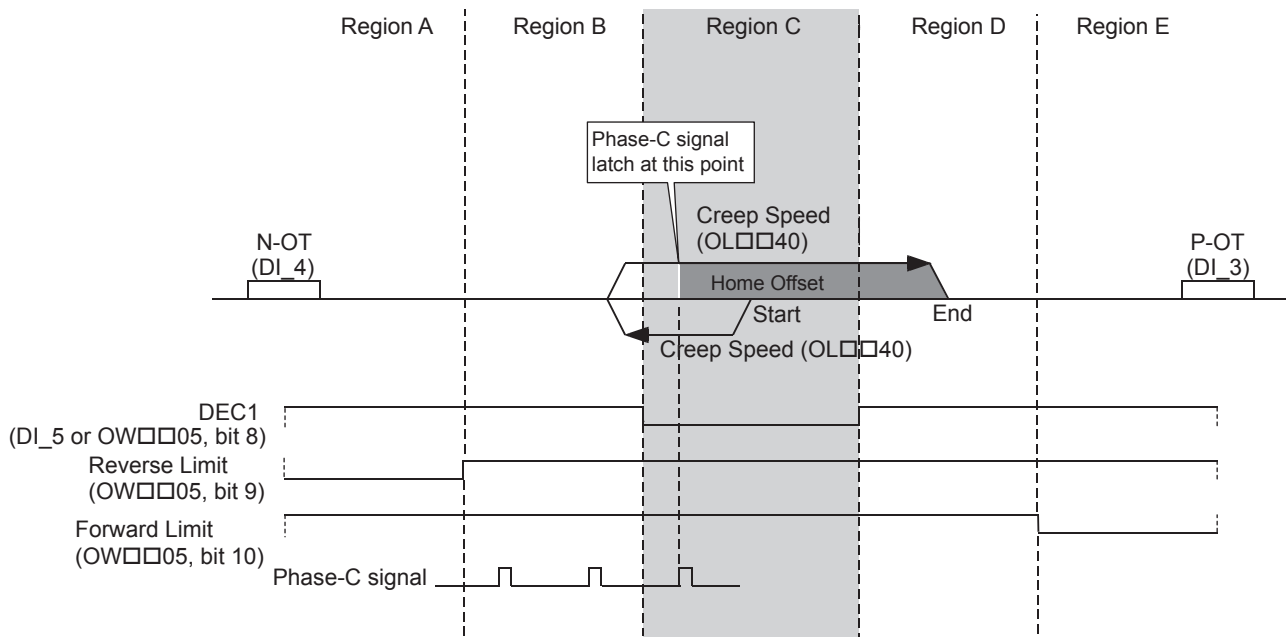 Region A
Region B
Region C
Region D
Region E
Phase-C signal
latch at this point
Creep Speed
(OL□□40)
N-OT
(DI_4)
P-OT
(DI_3)
Home Offset
Start
End
Creep Speed (OL□□40)
DEC1
(DI_5 or OW□□05, bit 8)
Reverse Limit
(OW□□05, bit 9)
Forward Limit
(OW□□05, bit 10)
Phase-C signal